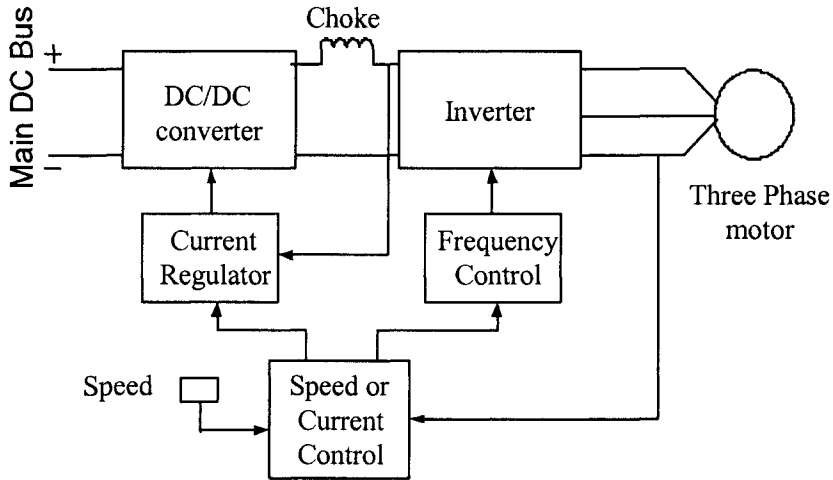 Choke
Main DC Bus
+
−
DC/DC
converter
Inverter
Three Phase
motor
Current
Regulator
Frequency
Control
Speed
Speed or
Current
Control